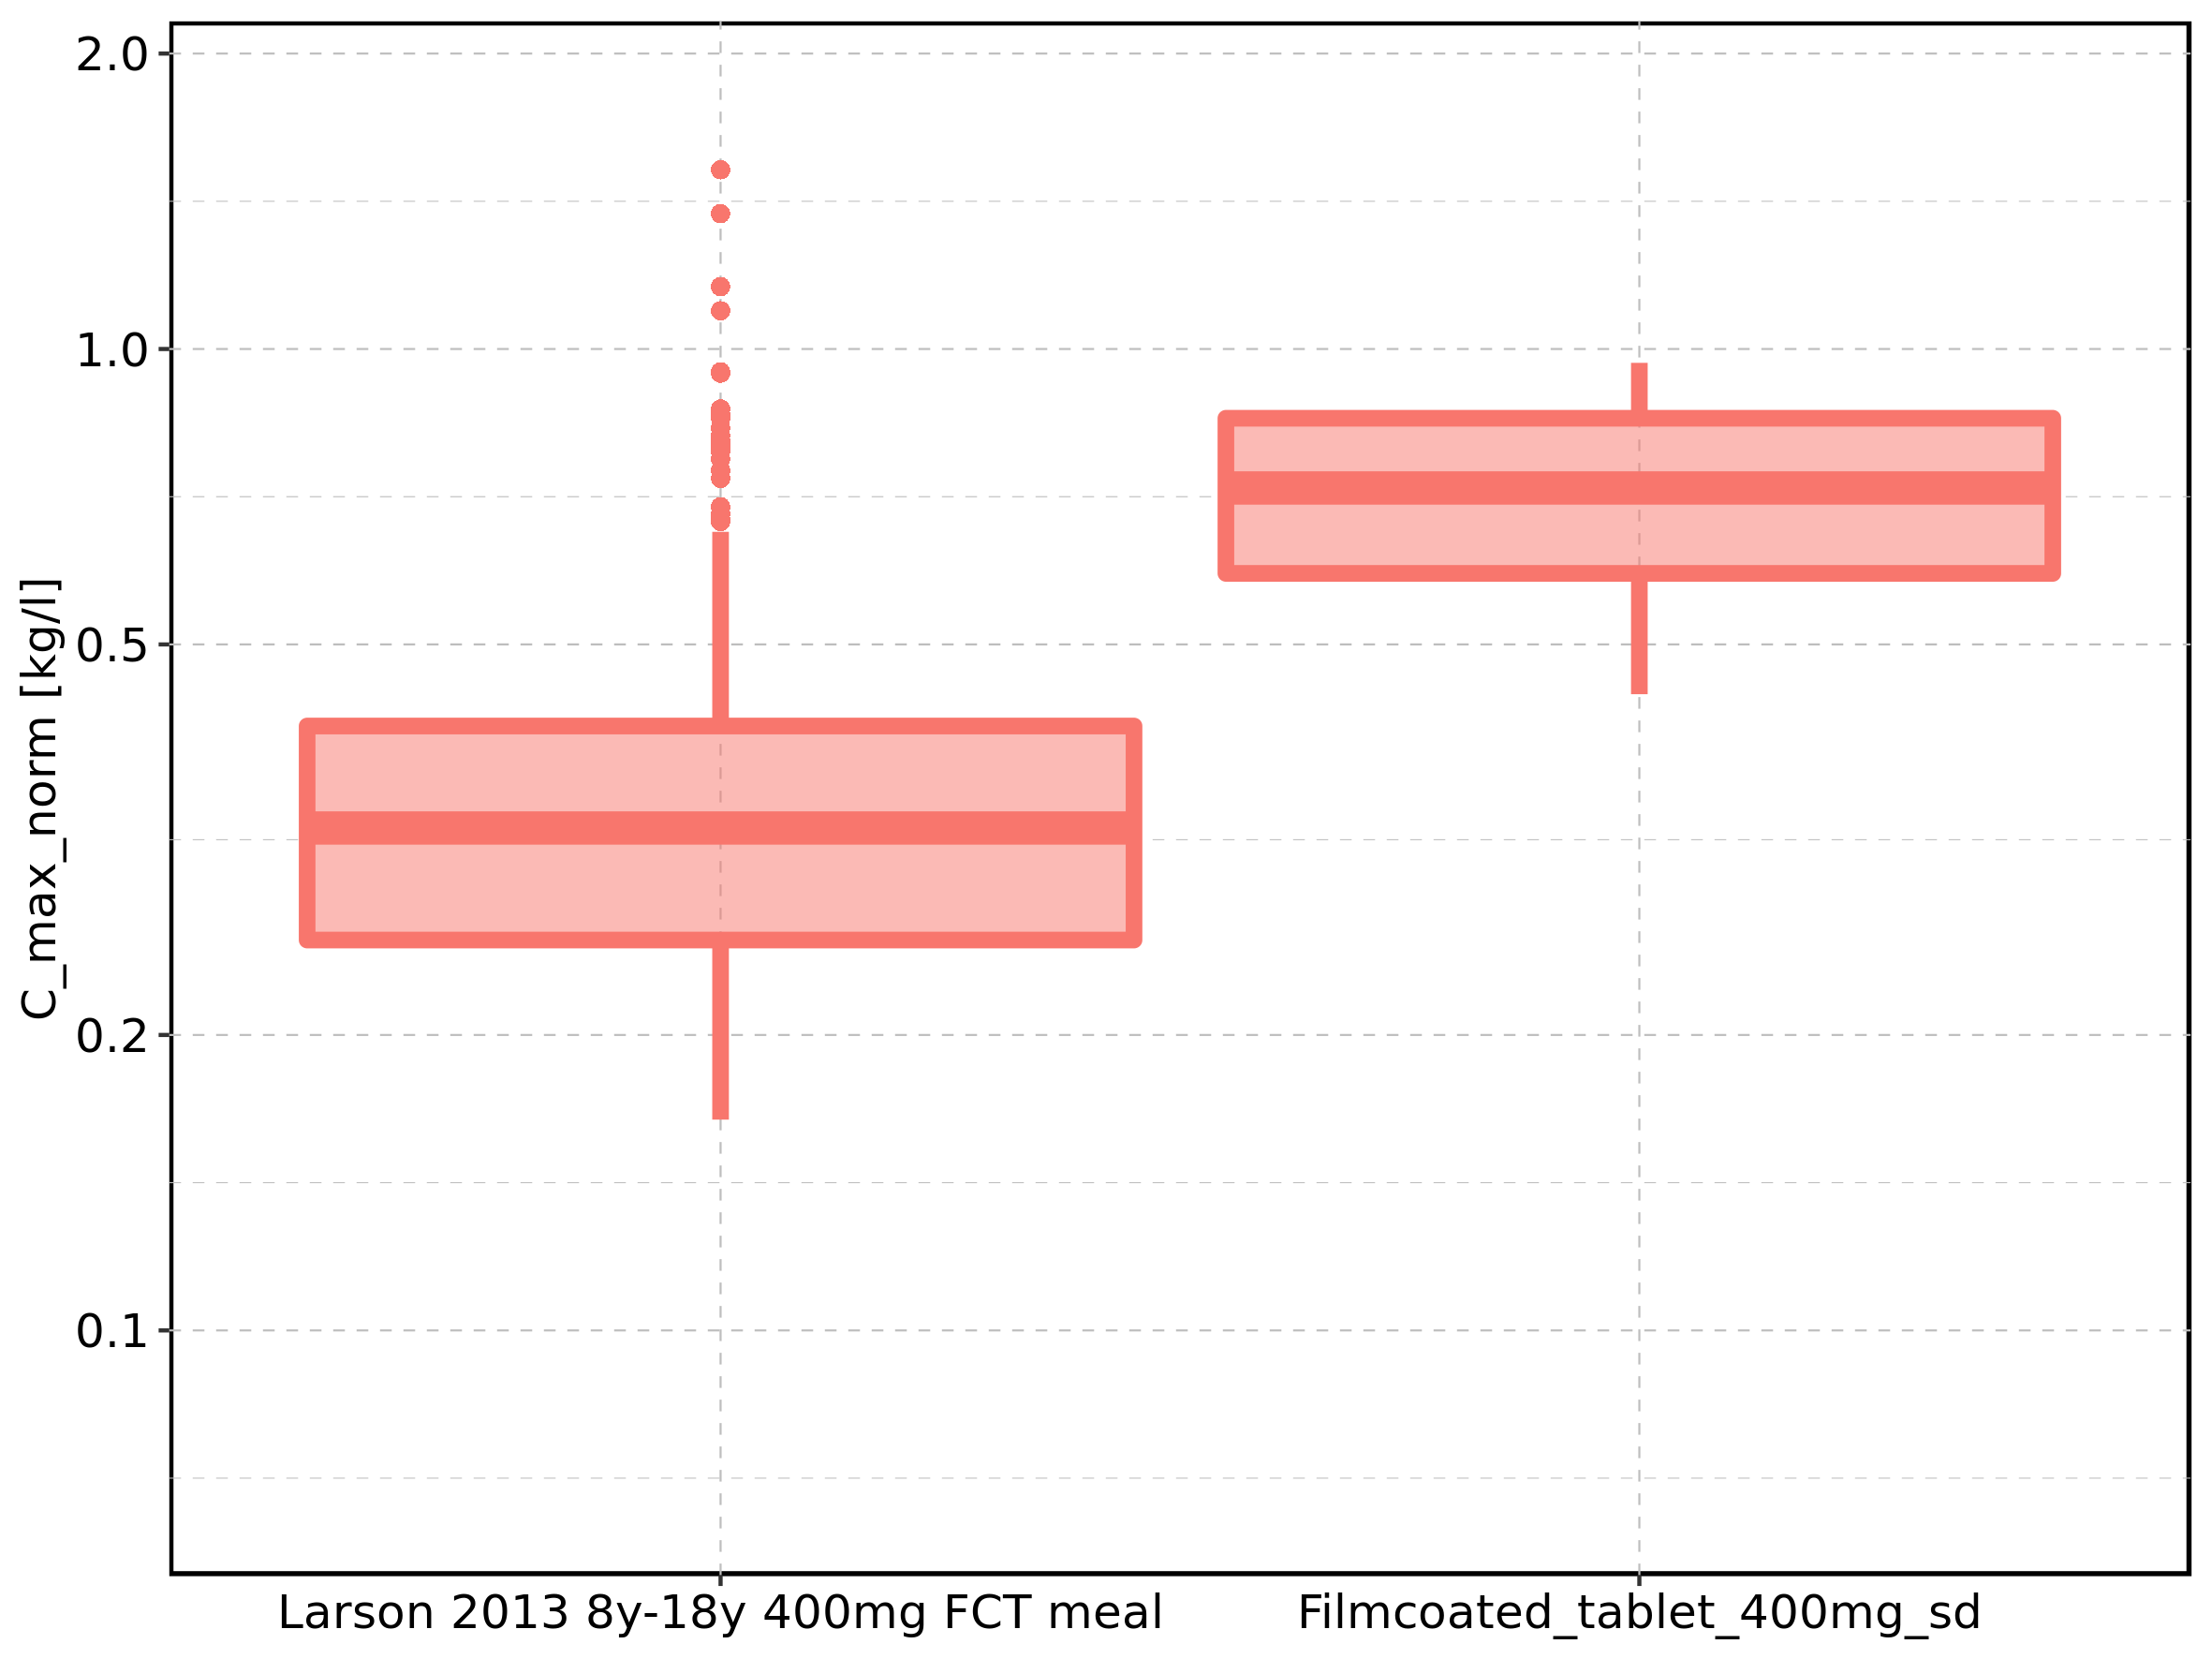 C_max_norm [kg/l]
2.0
1.0
0.5
0.2
0.1
Larson 2013 8y-18y 400mg FCT meal
Filmcoated_tablet_400mg_sd